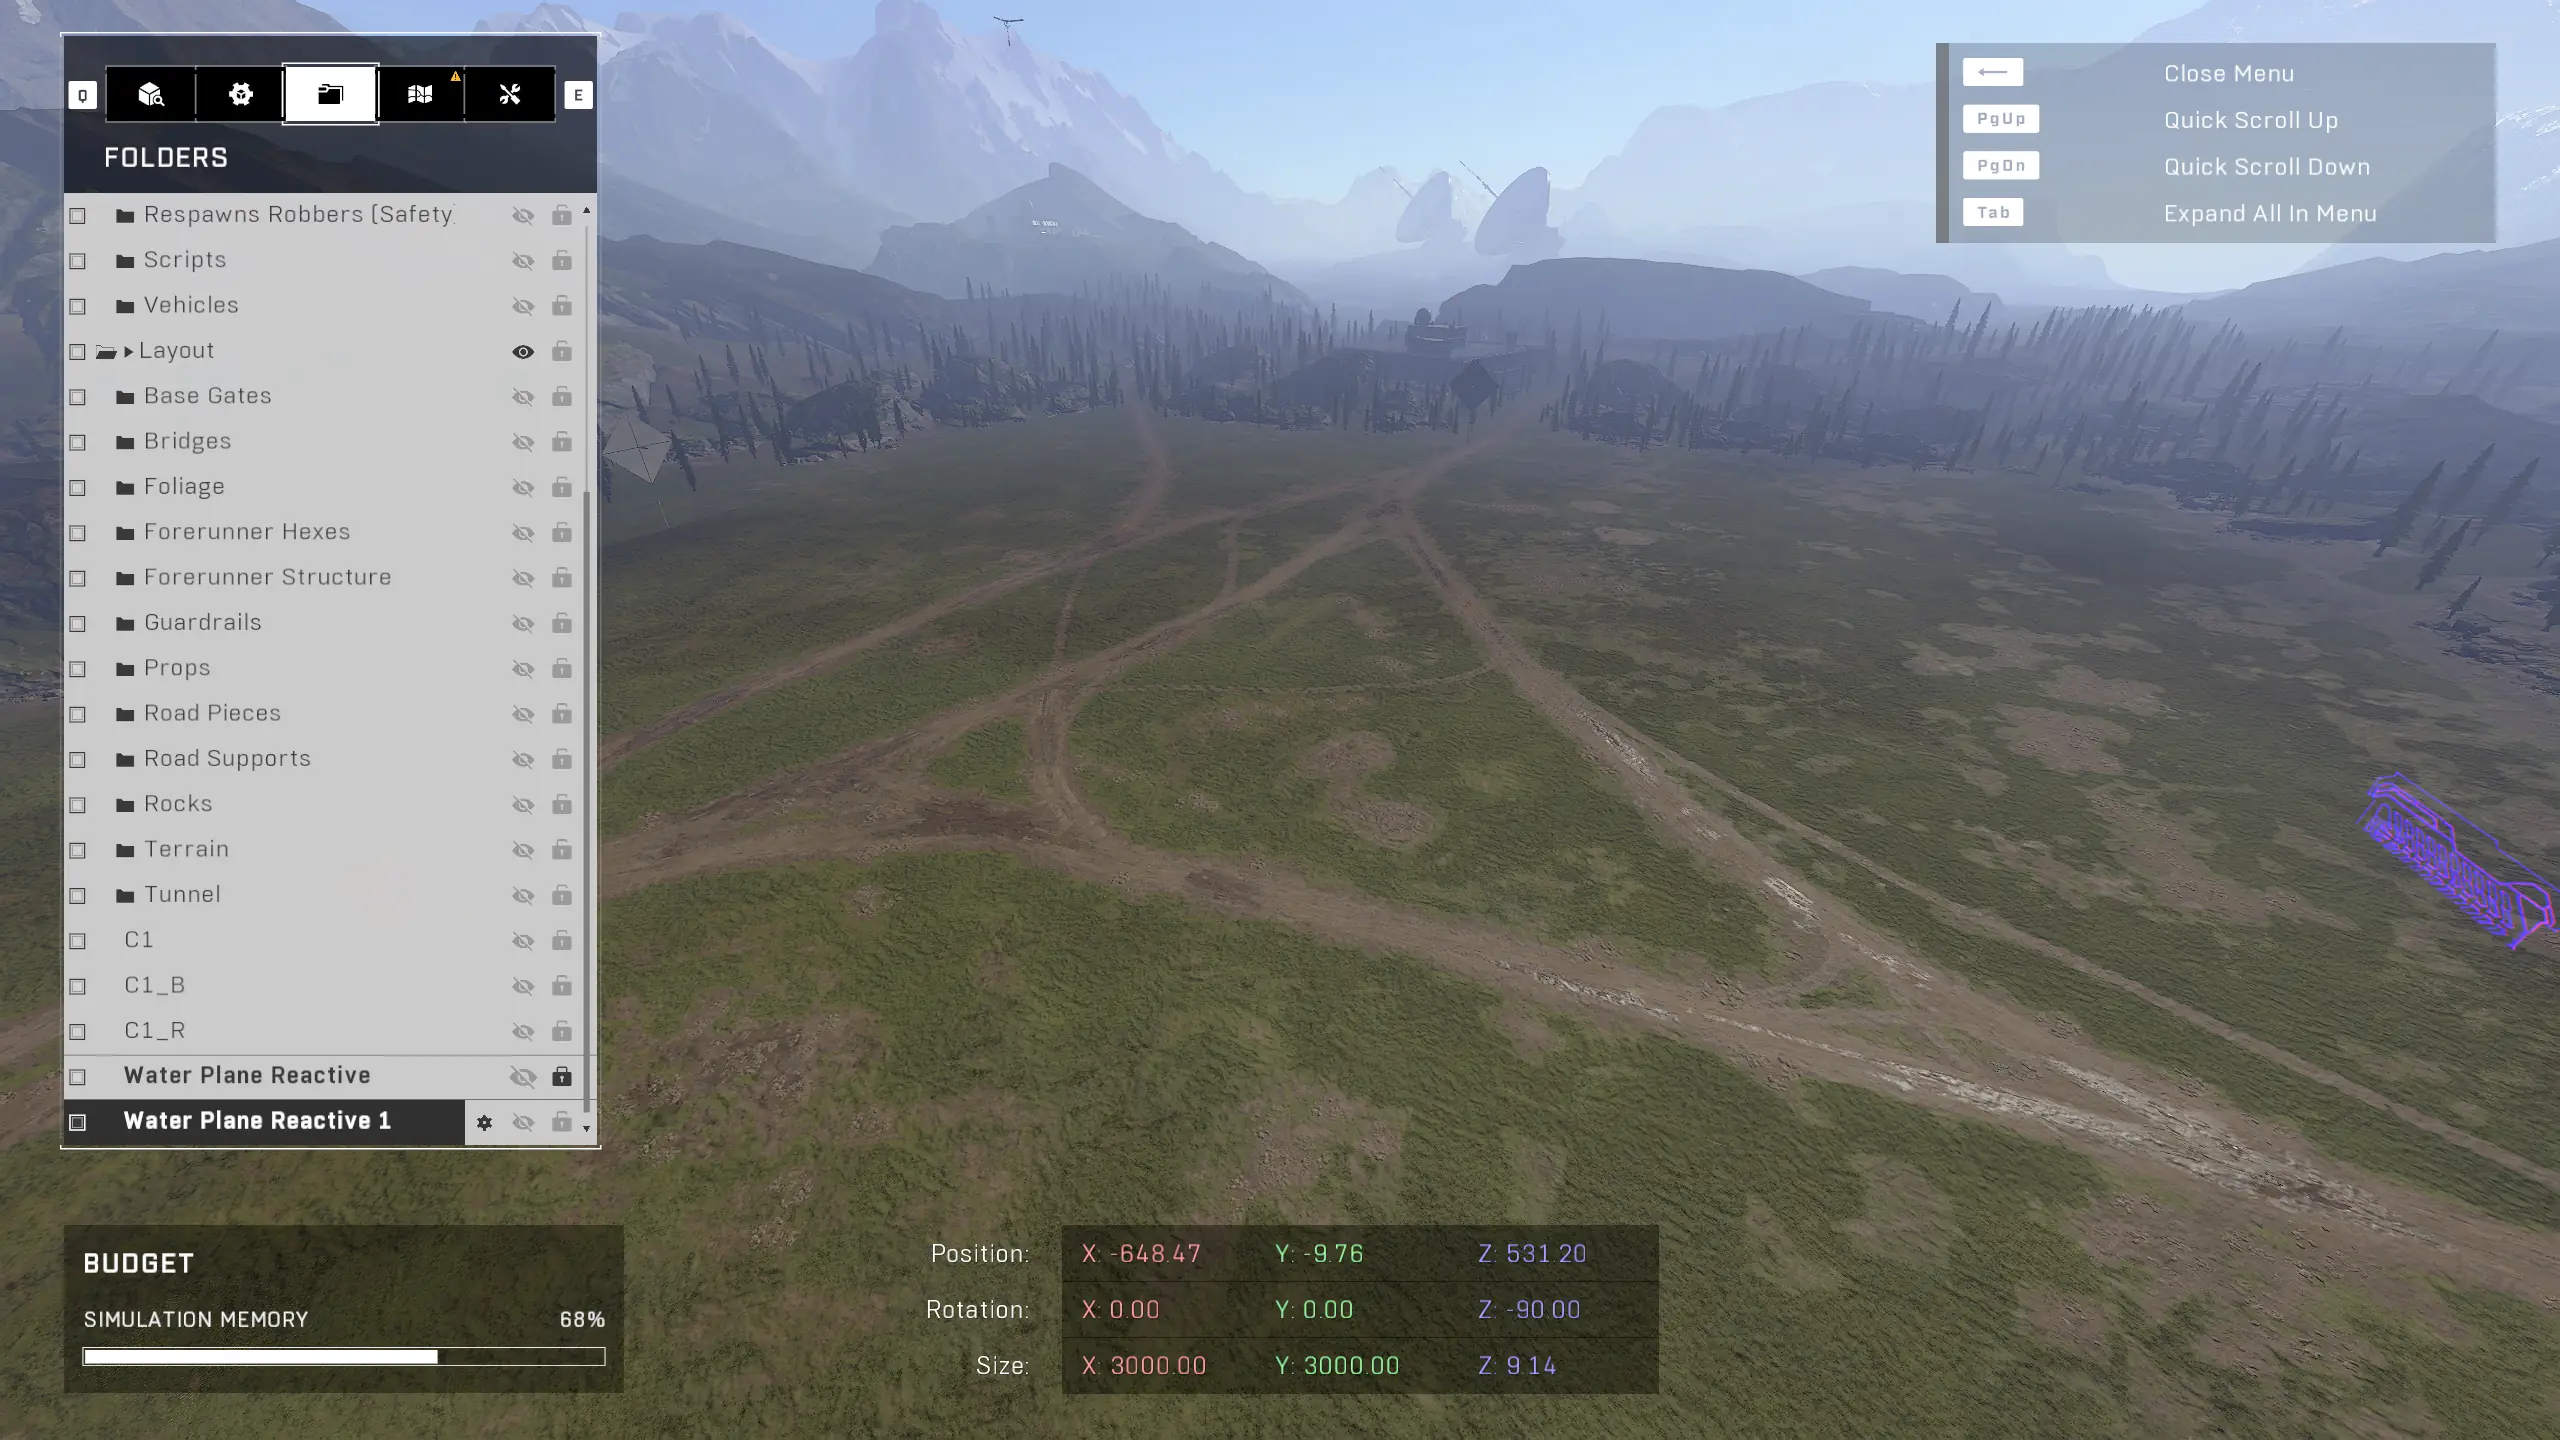 Q
E
FOLDERS
Respawns Robbers (Safety)
Scripts
Vehicles
Layout
Base Gates
Bridges
Foliage
Forerunner Hexes
Forerunner Structure
Guardrails
Props
Road Pieces
Road Supports
Rocks
Terrain
Tunnel
C1
C1_B
C1_R
Water Plane Reactive
Water Plane Reactive 1
Close Menu
PgUp Quick Scroll Up
PgDn Quick Scroll Down
Tab Expand All In Menu
BUDGET
SIMULATION MEMORY 68%
Position: X: -648.47 Y: -9.76 Z: 531.20
Rotation: X: 0.00 Y: 0.00 Z: -90.00
Size: X: 3000.00 Y: 3000.00 Z: 9.14